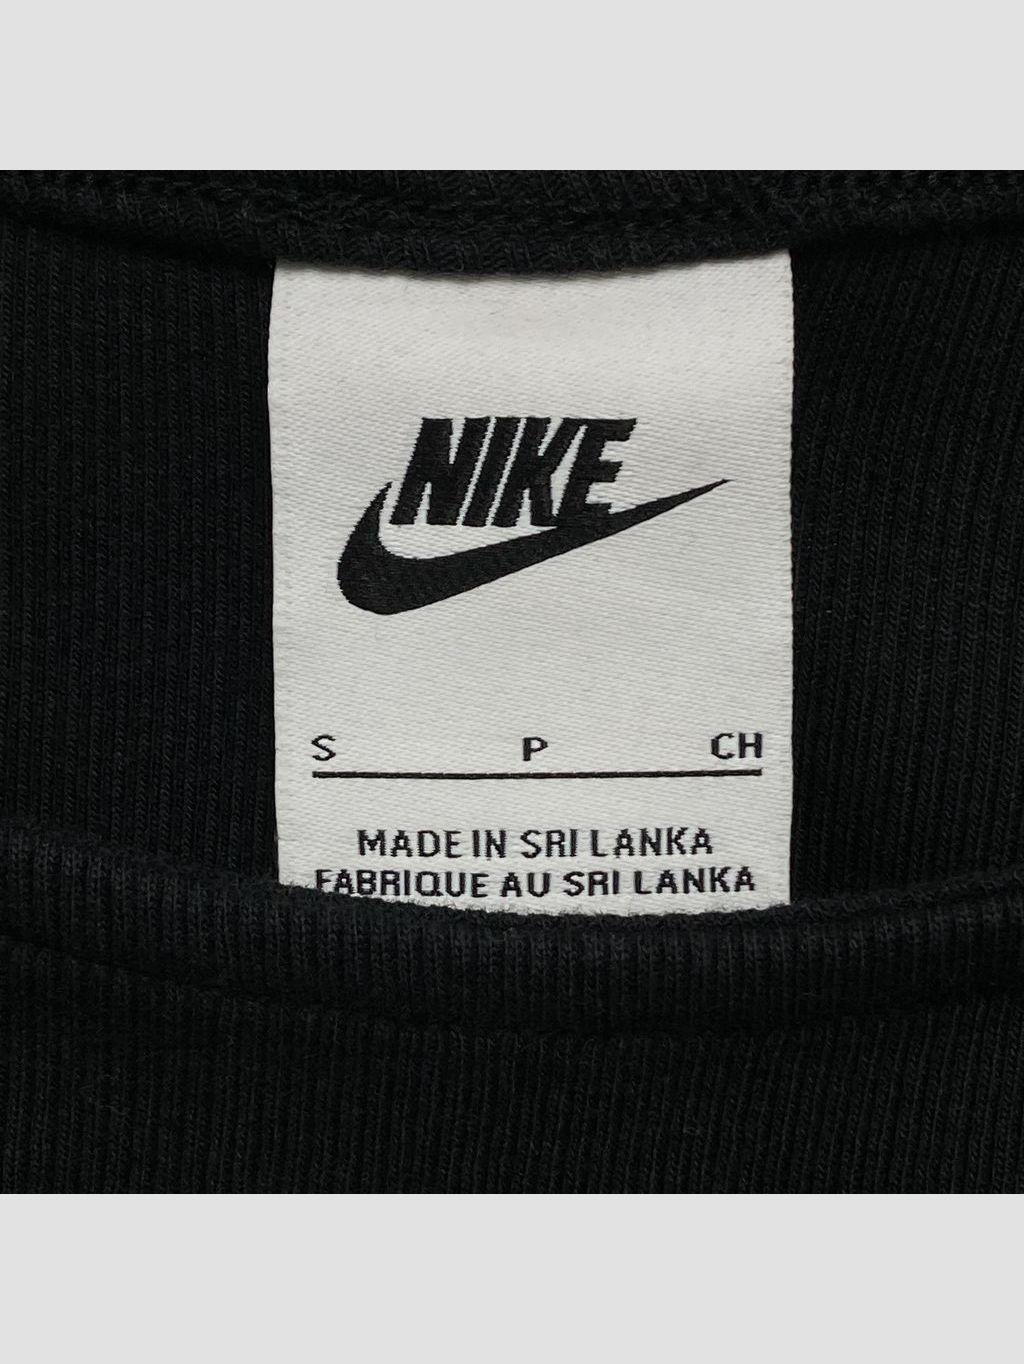 NIKE
S P CH
MADE IN SRI LANKA
FABRIQUE AU SRI LANKA